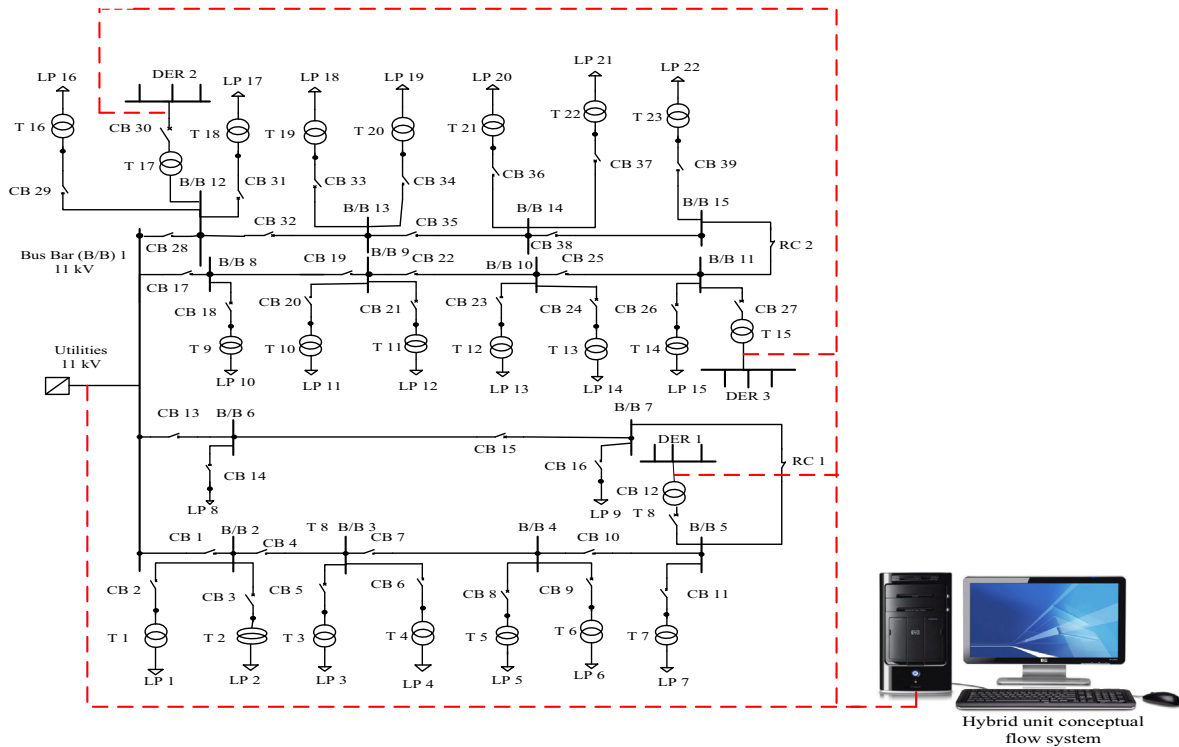 LP 16
DER 2
LP 17
LP 18
LP 19
LP 20
LP 21
LP 22
T 16
CB 30
T 18
T 19
T 20
T 21
T 22
T 23
T 17
CB 29
B/B 12
CB 31
CB 33
CB 34
CB 36
CB 37
CB 39
CB 32
B/B 13
CB 35
B/B 14
B/B 15
Bus Bar (B/B) 1
11 kV
CB 28
CB 38
RC 2
B/B 8
CB 19
B/B 9
CB 22
B/B 10
CB 25
B/B 11
CB 17
CB 18
CB 20
CB 21
CB 23
CB 24
CB 26
CB 27
T 9
T 10
T 11
T 12
T 13
T 14
T 15
LP 10
LP 11
LP 12
LP 13
LP 14
LP 15
DER 3
Utilities
11 kV
CB 13
B/B 6
B/B 7
CB 15
DER 1
CB 14
CB 16
CB 12
RC 1
LP 8
LP 9
T 8
CB 1
B/B 2
CB 4
T 8
B/B 3
CB 7
B/B 4
CB 10
B/B 5
CB 2
CB 3
CB 5
CB 6
CB 8
CB 9
CB 11
T 1
T 2
T 3
T 4
T 5
T 6
T 7
LP 1
LP 2
LP 3
LP 4
LP 5
LP 6
LP 7
Hybrid unit conceptual
flow system